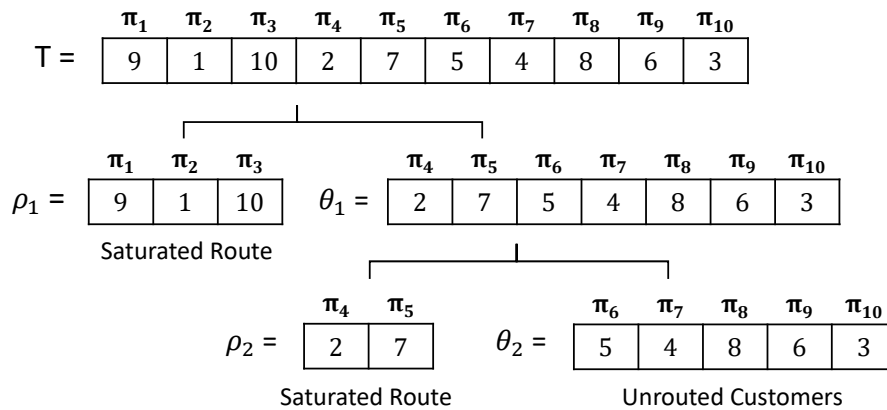 π1 π2 π3 π4 π5 π6 π7 π8 π9 π10
T = 9 1 10 2 7 5 4 8 6 3
π1 π2 π3 π4 π5 π6 π7 π8 π9 π10
ρ1 = 9 1 10 θ1 = 2 7 5 4 8 6 3
Saturated Route
π4 π5 π6 π7 π8 π9 π10
ρ2 = 2 7 θ2 = 5 4 8 6 3
Saturated Route Unrouted Customers